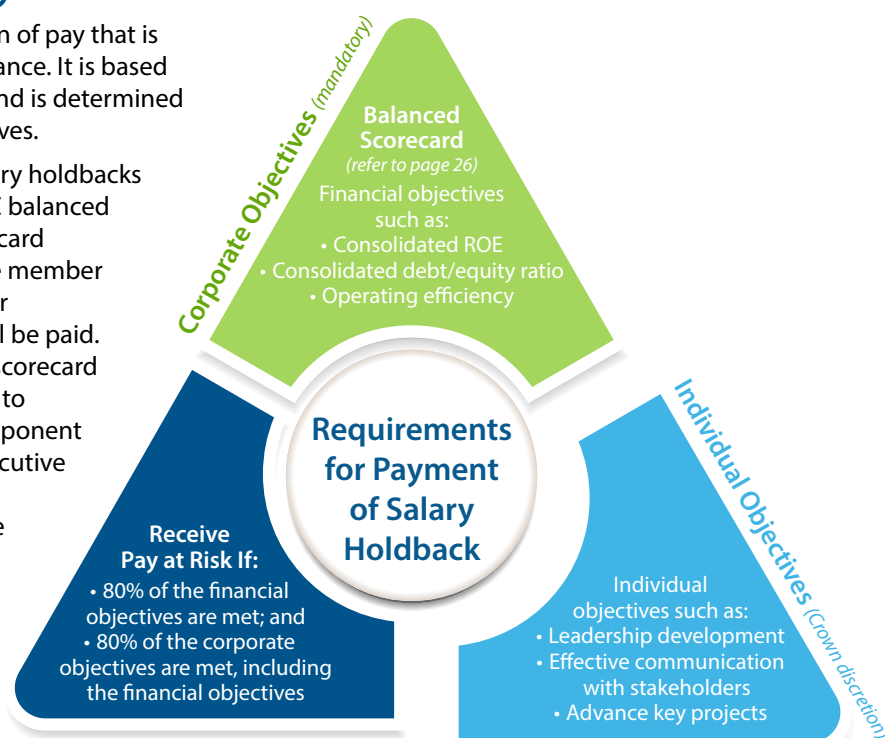 n of pay that is
ance. It is based
nd is determined
ves.
ry holdbacks
balanced
card
member
r
l be paid.
scorecard
to
ponent
cutive
e
Corporate Objectives (mandatory)
Balanced
Scorecard
(refer to page 26)
Financial objectives
such as:
• Consolidated ROE
• Consolidated debt/equity ratio
• Operating efficiency
Requirements
for Payment
of Salary
Holdback
Receive
Pay at Risk If:
• 80% of the financial
objectives are met; and
• 80% of the corporate
objectives are met, including
the financial objectives
Individual Objectives (Crown discretion)
Individual
objectives such as:
• Leadership development
• Effective communication
with stakeholders
• Advance key projects